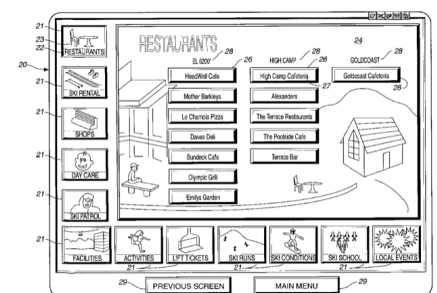 21
23
22
RESTAURANTS
20
21
SKI RENTAL
21
SHOPS
21
DAY CARE
21
SKI PATROL
RESTAURANTS
24
EL 6200'
28
HIGH CAMP
28
GOLDCOAST
28
HeadWall Cafe
26
High Camp Cafeteria
26
Goldcoast Cafeteria
27
26
Mother Barkleys
Alexanders
Le Chamois Pizza
The Terrace Restaurants
Daves Deli
The Poolside Cafe
Sundeck Cafe
Terrace Bar
Olympic Grill
Emilys Garden
21
FACILITIES
ACTIVITIES
LIFT TICKETS
SKI RUNS
SKI CONDITIONS
SKI SCHOOL
LOCAL EVENTS
21
21
21
21
29
PREVIOUS SCREEN
MAIN MENU
29